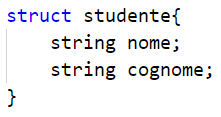 struct studente{
    string nome;
    string cognome;
}